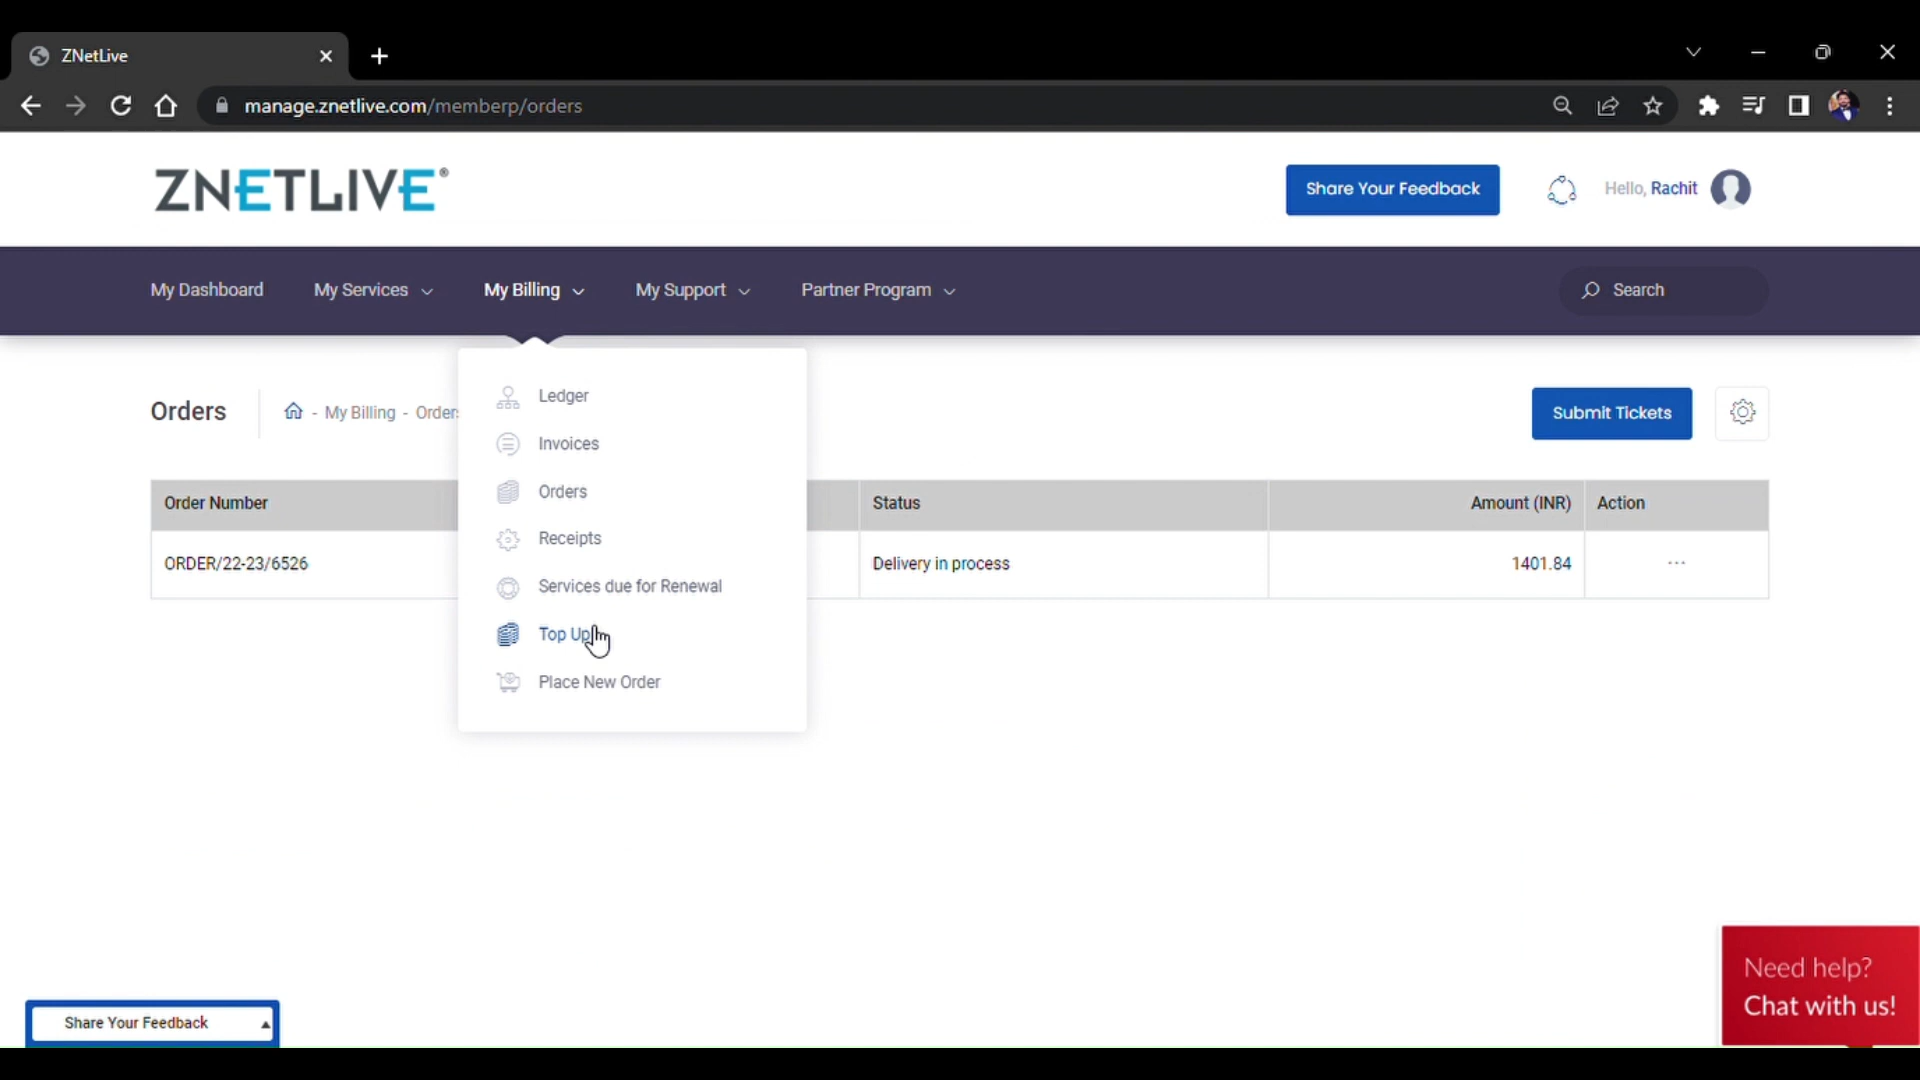 ZNetLive
manage.znetlive.com/memberp/orders
ZNETLIVE®
Share Your Feedback
Hello, Rachit
My Dashboard
My Services
My Billing
My Support
Partner Program
Search
Orders
- My Billing - Orders
Submit Tickets
Ledger
Invoices
Orders
Receipts
Services due for Renewal
Top Up
Place New Order
Order Number
Status
Amount (INR)
Action
ORDER/22-23/6526
Delivery in process
1401.84
...
Need help?
Chat with us!
Share Your Feedback